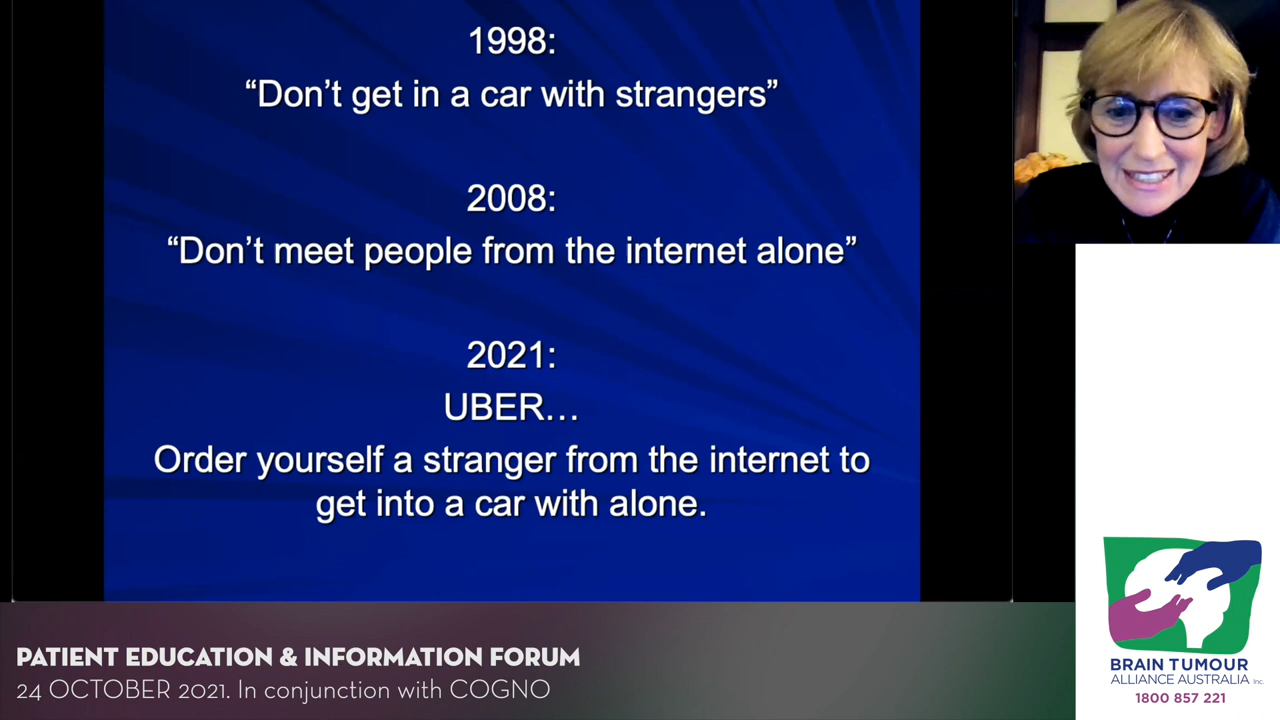 1998:
“Don’t get in a car with strangers”
2008:
“Don’t meet people from the internet alone”
2021:
UBER…
Order yourself a stranger from the internet to
get into a car with alone.
PATIENT EDUCATION & INFORMATION FORUM
24 OCTOBER 2021. In conjunction with COGNO
BRAIN TUMOUR
ALLIANCE AUSTRALIA Inc.
1800 857 221